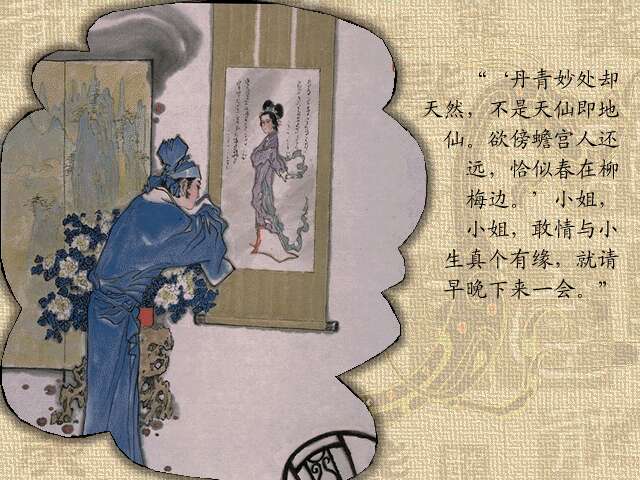 “‘丹青妙处却
天然，不是天仙即地
仙。欲傍蟾宫人还
远，恰似春在柳
梅边。’小姐，
小姐，敢情与小
生真个有缘，就请
早晚下来一会。”